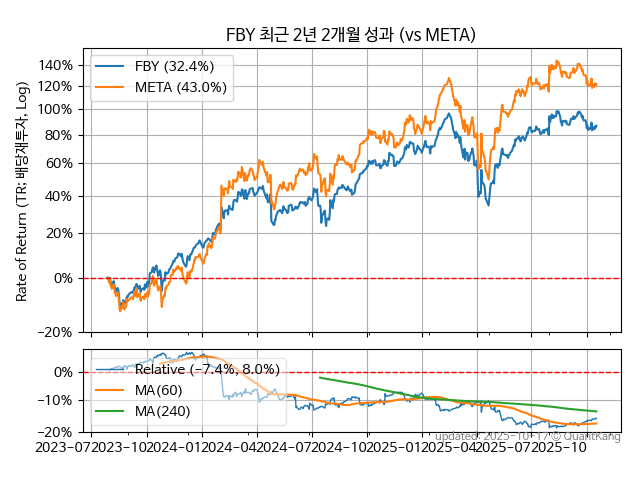 FBY 최근 2년 2개월 성과 (vs META)
Rate of Return (TR: 배당재투자, Log)
FBY (32.4%)
META (43.0%)
140%
120%
100%
80%
60%
40%
20%
0%
−20%
Relative (−7.4%, 8.0%)
MA(60)
MA(240)
0%
−10%
−20%
2023-07 2023-10 2024-01 2024-04 2024-07 2024-10 2025-01 2025-04 2025-07 2025-10
updated: 2025-10-17 © QuantKang